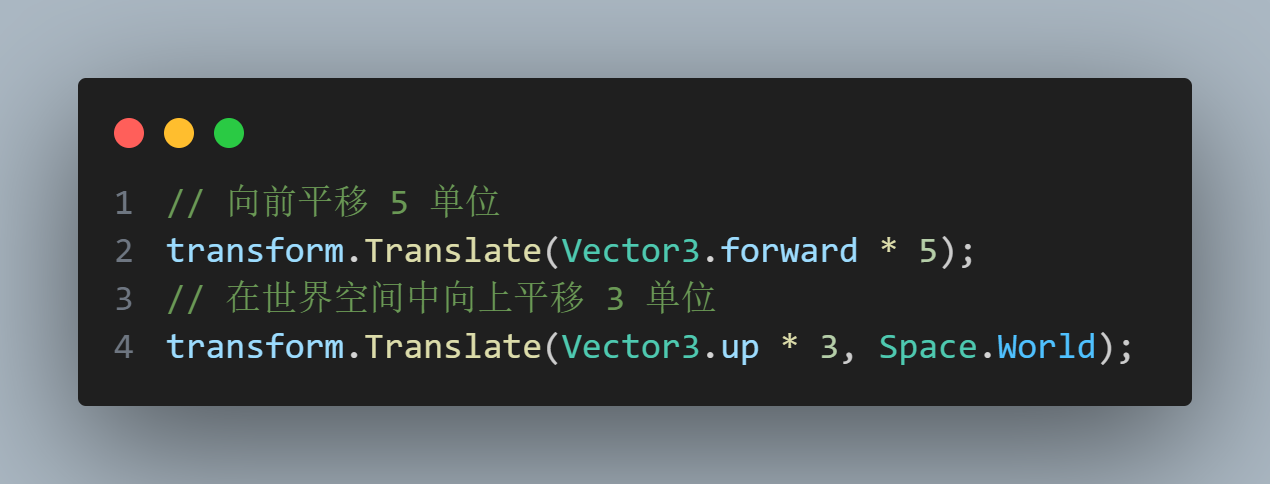 1 // 向前平移 5 单位
2 transform.Translate(Vector3.forward * 5);
3 // 在世界空间中向上平移 3 单位
4 transform.Translate(Vector3.up * 3, Space.World);